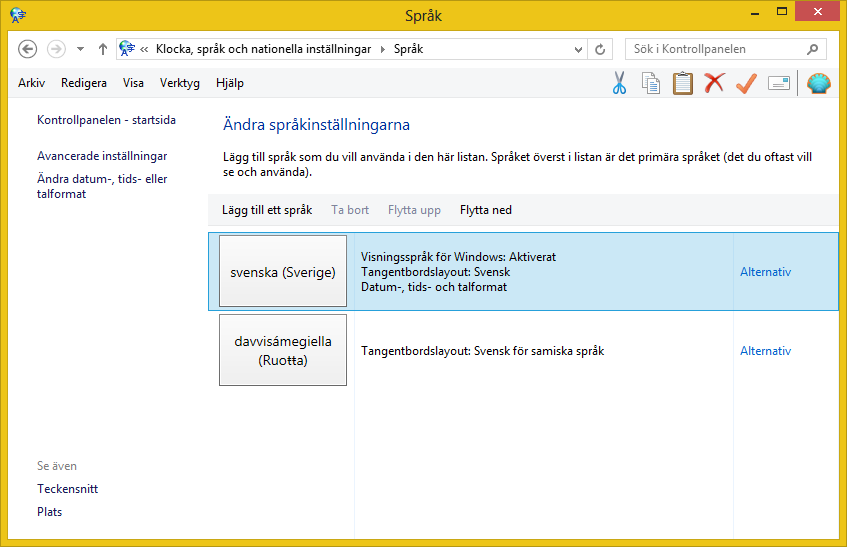 Språk
« Klocka, språk och nationella inställningar Språk
Sök i Kontrollpanelen
Arkiv Redigera Visa Verktyg Hjälp
Kontrollpanelen - startsida
Avancerade inställningar
Ändra datum-, tids- eller
talformat
Ändra språkinställningarna
Lägg till språk som du vill använda i den här listan. Språket överst i listan är det primära språket (det du oftast vill
se och använda).
Lägg till ett språk Ta bort Flytta upp Flytta ned
svenska (Sverige)
Visningsspråk för Windows: Aktiverat
Tangentbordslayout: Svensk
Datum-, tids- och talformat
Alternativ
davvisámegiella
(Ruoŧŧa)
Tangentbordslayout: Svensk för samiska språk
Alternativ
Se även
Teckensnitt
Plats